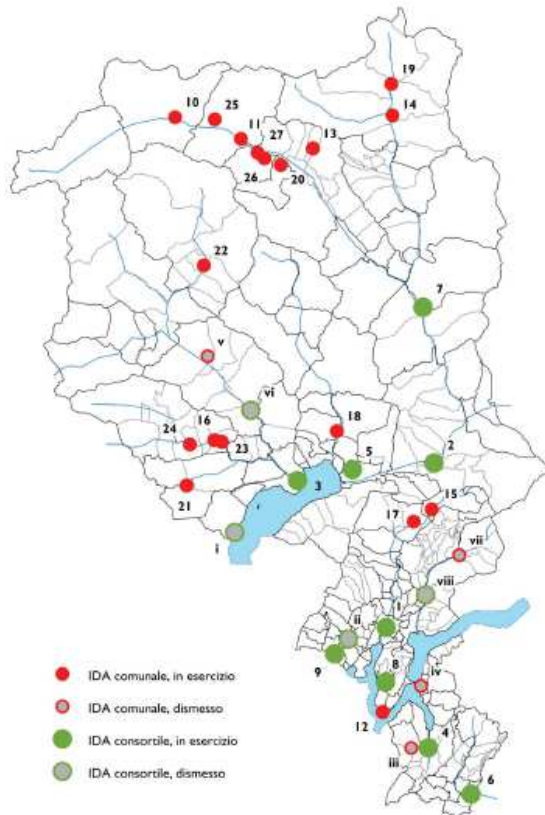 19
10
25
14
11
27
13
26
20
22
7
v
vi
18
16
24
23
5
2
3
21
15
17
i
vii
viii
1
ii
9
8
iv
12
4
iii
6
IDA comunale, in esercizio
IDA comunale, dismesso
IDA consortile, in esercizio
IDA consortile, dismesso